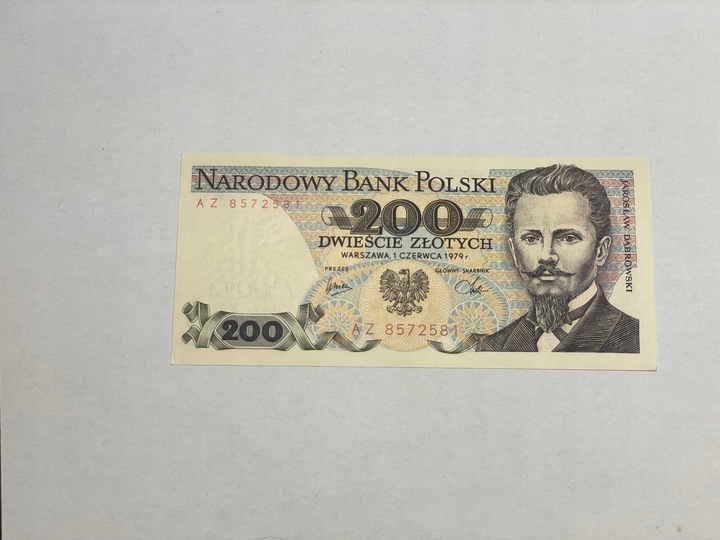 NARODOWY BANK POLSKI
AZ 8572581
200
DWIEŚCIE ZŁOTYCH
WARSZAWA, 1 CZERWCA 1979 r.
PREZES
GŁÓWNY SKARBNIK
AZ 8572581
200
JAROSŁAW DĄBROWSKI